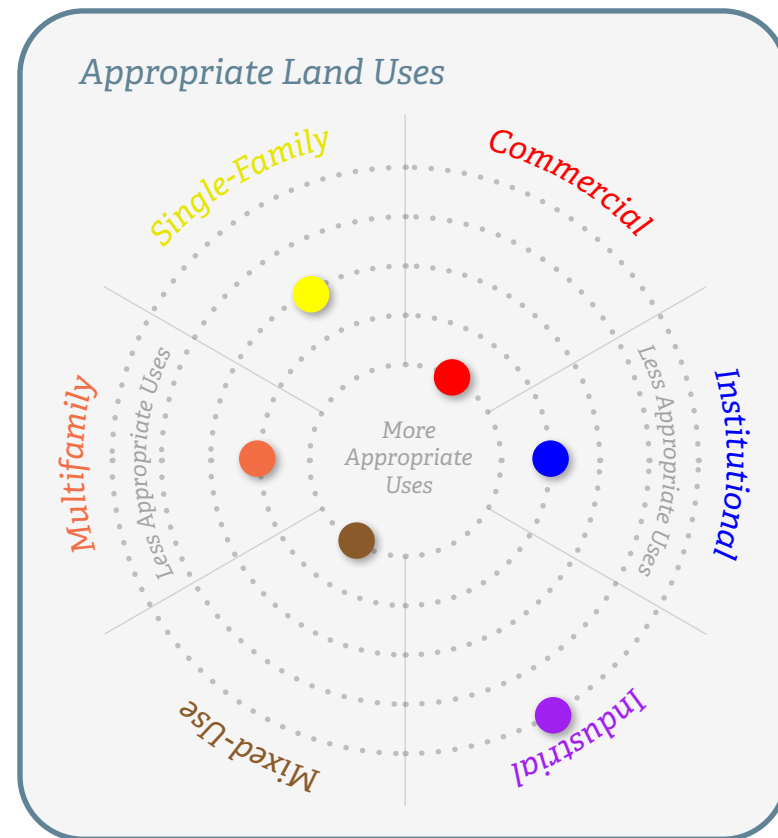 Appropriate Land Uses
Single-Family
Commercial
Multifamily
Less Appropriate Uses
More
Appropriate
Uses
Less Appropriate Uses
Institutional
Mixed-Use
Industrial